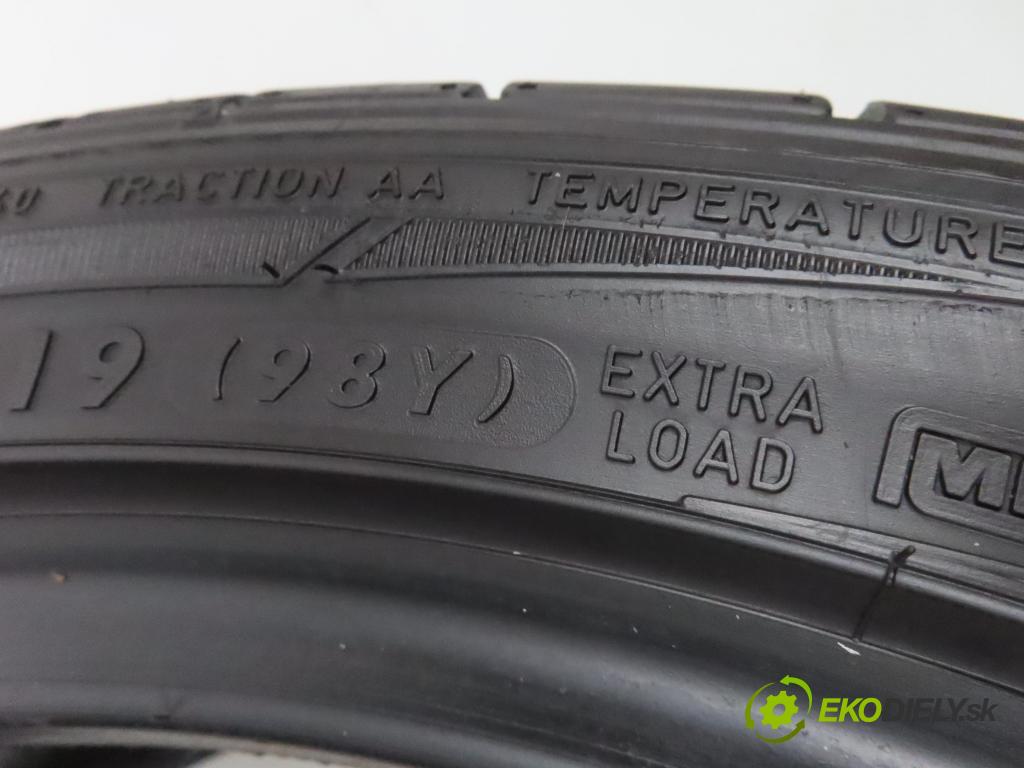 TRACTION AA TEMPERATURE
19 (98Y) EXTRA
LOAD
EKODIELY.sk